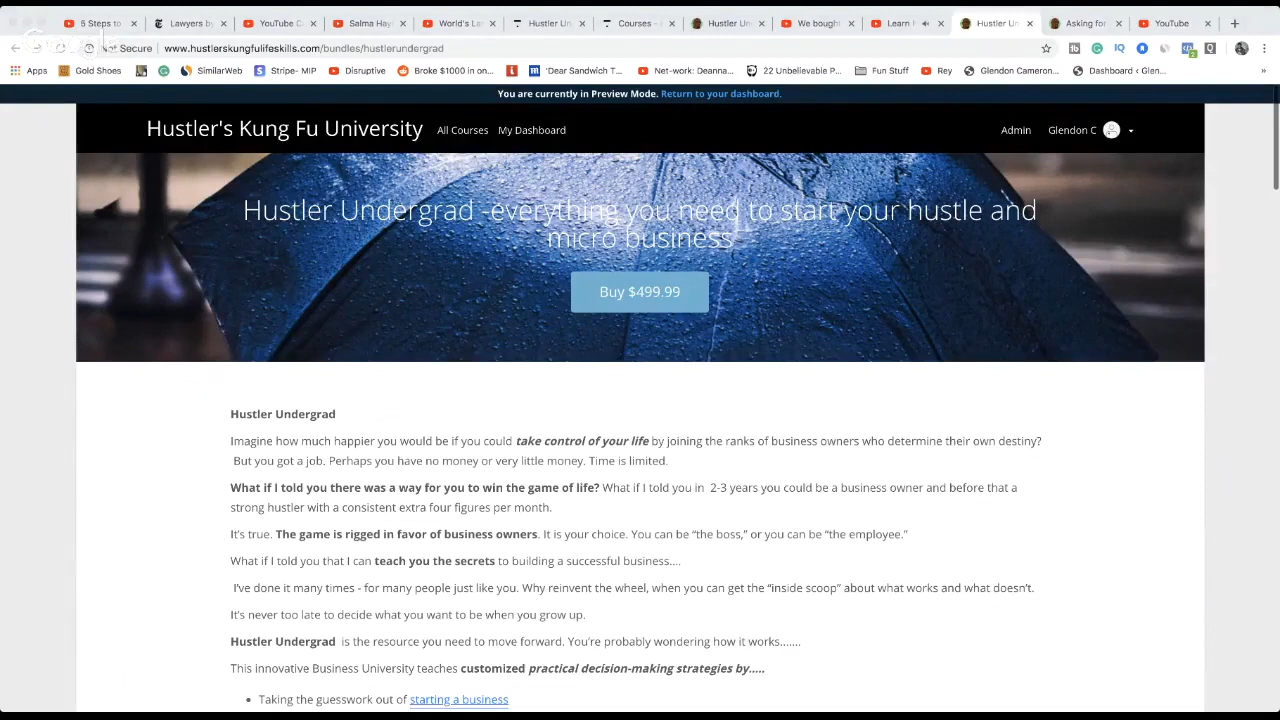 6 Steps to
Lawyers by
YouTube C
Salma Hay
World's La
Hustler Un
Courses –
Hustler Un
We bought
Learn
Hustler Un
Asking for
YouTube
Secure www.hustlerskungfulifeskills.com/bundles/hustlerundergrad
Apps Gold Shoes SimilarWeb Stripe- MIP Disruptive Broke $1000 in on... 'Dear Sandwich T... Net-work: Deanna... 22 Unbelievable P... Fun Stuff Rey Glendon Cameron... Dashboard ‹ Glen... »
You are currently in Preview Mode. Return to your dashboard.
Hustler's Kung Fu University All Courses My Dashboard Admin Glendon C
Hustler Undergrad -everything you need to start your hustle and
micro business
Buy $499.99
Hustler Undergrad
Imagine how much happier you would be if you could take control of your life by joining the ranks of business owners who determine their own destiny?
But you got a job. Perhaps you have no money or very little money. Time is limited.
What if I told you there was a way for you to win the game of life? What if I told you in 2-3 years you could be a business owner and before that a
strong hustler with a consistent extra four figures per month.
It's true. The game is rigged in favor of business owners. It is your choice. You can be “the boss,” or you can be “the employee.”
What if I told you that I can teach you the secrets to building a successful business....
I've done it many times - for many people just like you. Why reinvent the wheel, when you can get the “inside scoop” about what works and what doesn't.
It's never too late to decide what you want to be when you grow up.
Hustler Undergrad is the resource you need to move forward. You're probably wondering how it works.......
This innovative Business University teaches customized practical decision-making strategies by.....
• Taking the guesswork out of starting a business